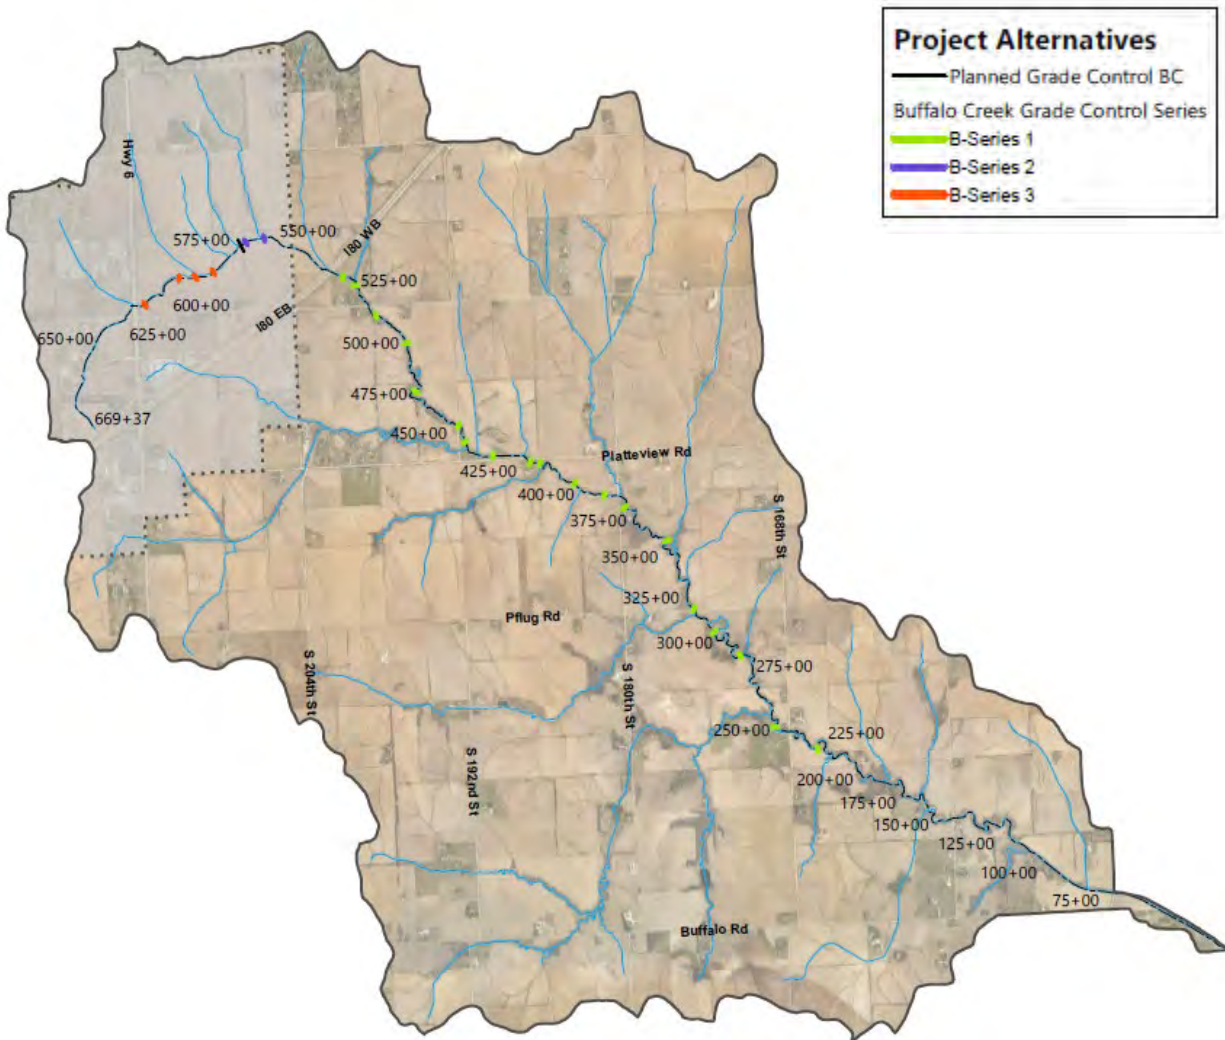 Project Alternatives
Planned Grade Control BC
Buffalo Creek Grade Control Series
B-Series 1
B-Series 2
B-Series 3
Hwy 6
575+00
550+00
I80 WB
525+00
600+00
I80 EB
650+00
625+00
500+00
475+00
669+37
450+00
Platteview Rd
425+00
400+00
S 168th St
375+00
350+00
325+00
Pflug Rd
300+00
275+00
S 204th St
S 180th St
250+00
225+00
S 192nd St
200+00
175+00
150+00
125+00
100+00
75+00
Buffalo Rd